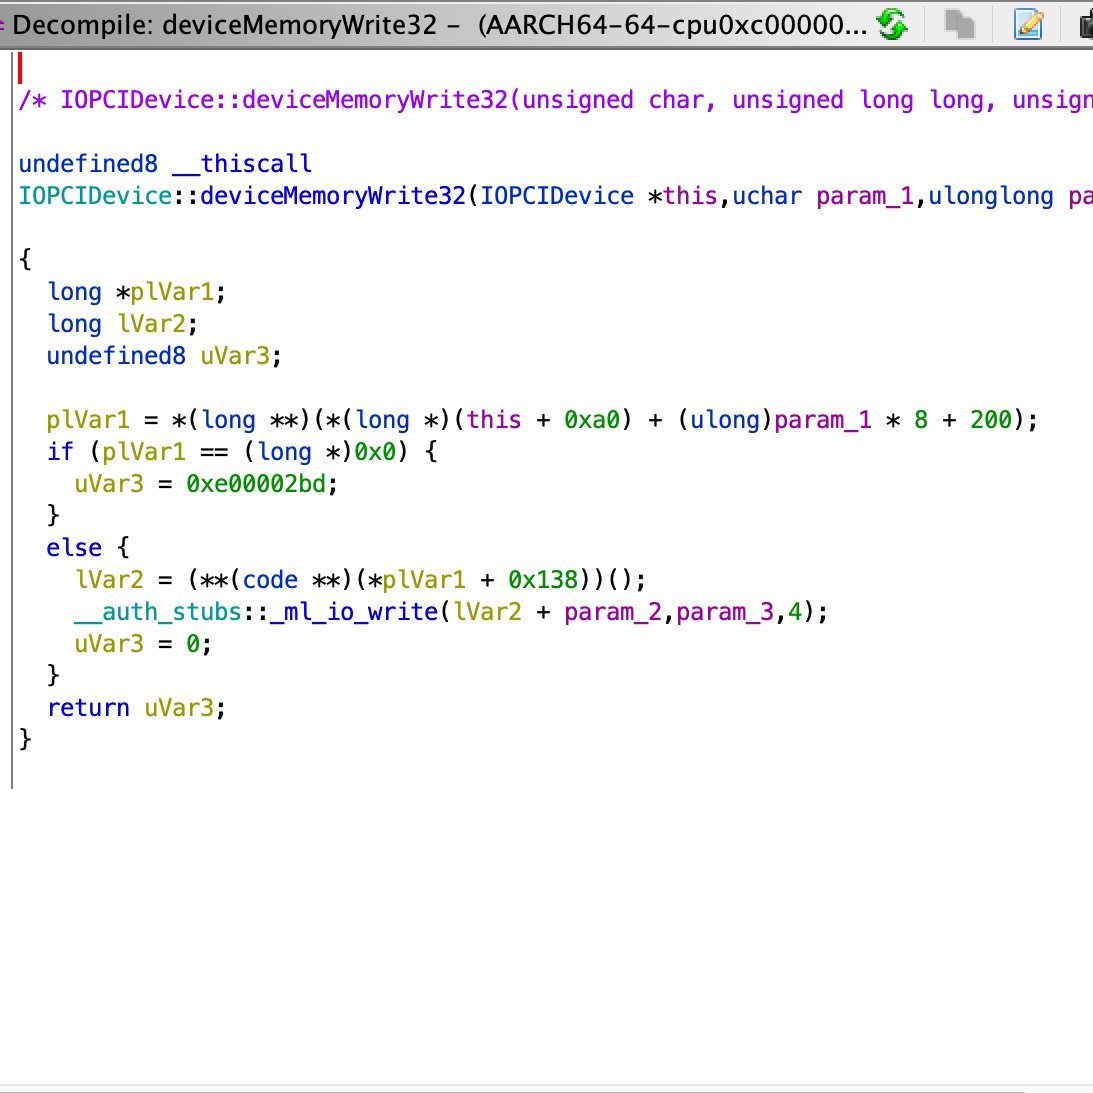 Decompile: deviceMemoryWrite32 – (AARCH64-64-cpu0xc00000...
/* IOPCIDevice::deviceMemoryWrite32(unsigned char, unsigned long long, unsign
undefined8 __thiscall
IOPCIDevice::deviceMemoryWrite32(IOPCIDevice *this,uchar param_1,ulonglong pa
{
long *plVar1;
long lVar2;
undefined8 uVar3;
plVar1 = *(long **)(*(long *)(this + 0xa0) + (ulong)param_1 * 8 + 200);
if (plVar1 == (long *)0x0) {
uVar3 = 0xe00002bd;
}
else {
lVar2 = (**(code **)(*plVar1 + 0x138))();
__auth_stubs::_ml_io_write(lVar2 + param_2,param_3,4);
uVar3 = 0;
}
return uVar3;
}